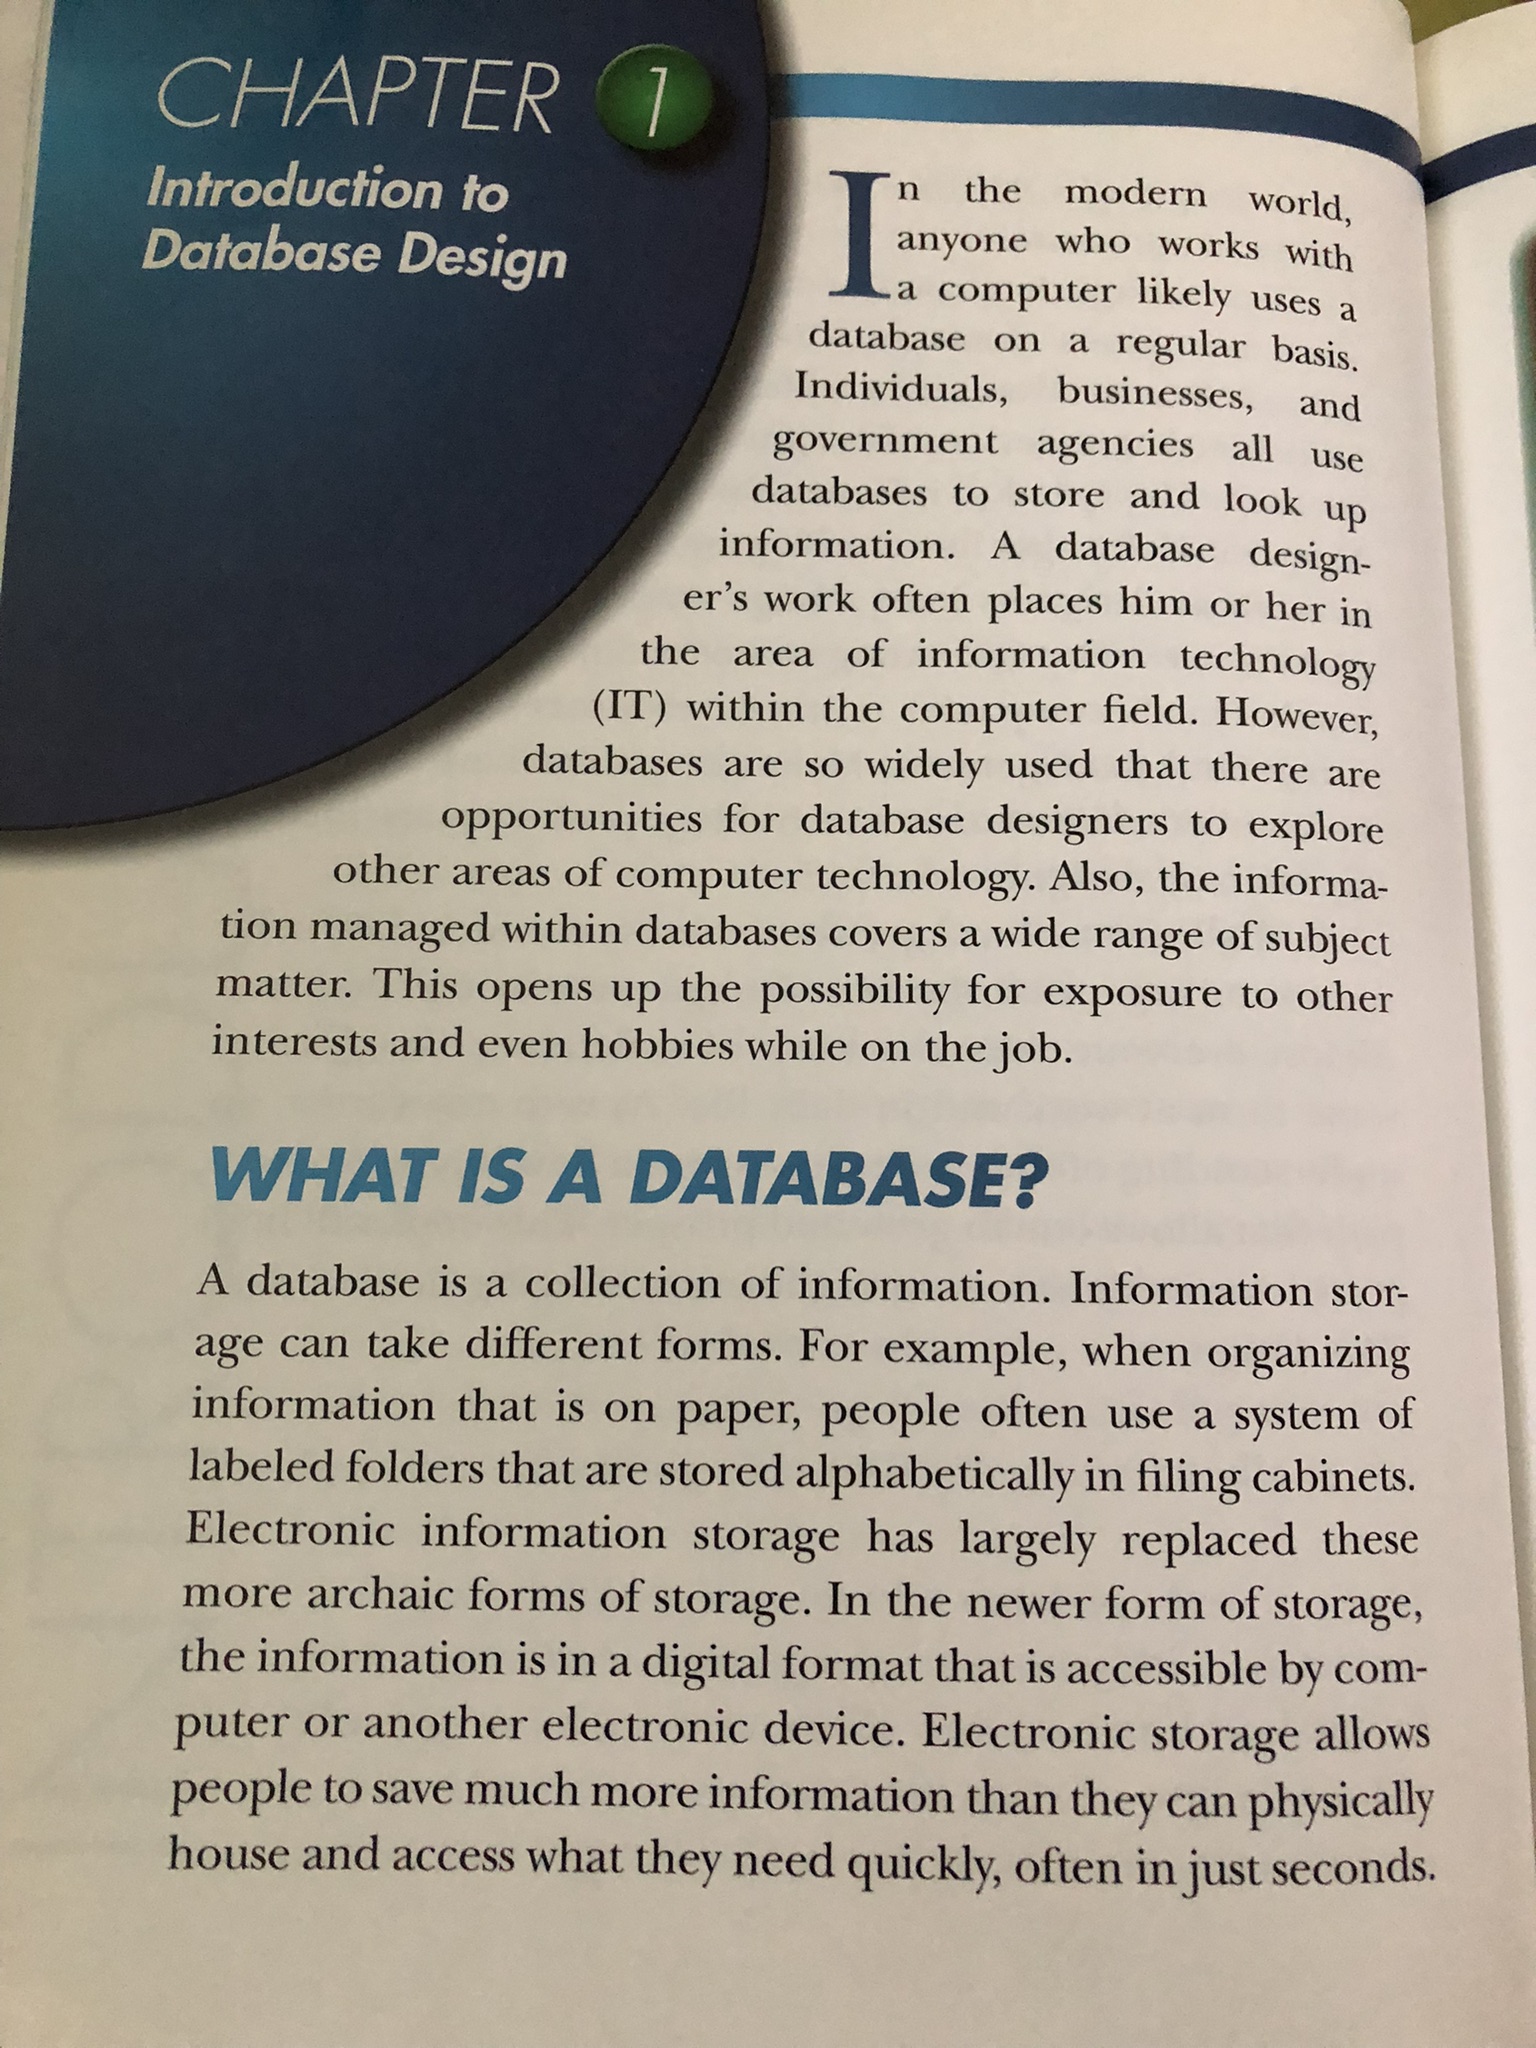 CHAPTER 1
Introduction to
Database Design
In the modern world,
anyone who works with
a computer likely uses a
database on a regular basis.
Individuals, businesses, and
government agencies all use
databases to store and look up
information. A database design-
er’s work often places him or her in
the area of information technology
(IT) within the computer field. However,
databases are so widely used that there are
opportunities for database designers to explore
other areas of computer technology. Also, the informa-
tion managed within databases covers a wide range of subject
matter. This opens up the possibility for exposure to other
interests and even hobbies while on the job.
WHAT IS A DATABASE?
A database is a collection of information. Information stor-
age can take different forms. For example, when organizing
information that is on paper, people often use a system of
labeled folders that are stored alphabetically in filing cabinets.
Electronic information storage has largely replaced these
more archaic forms of storage. In the newer form of storage,
the information is in a digital format that is accessible by com-
puter or another electronic device. Electronic storage allows
people to save much more information than they can physically
house and access what they need quickly, often in just seconds.